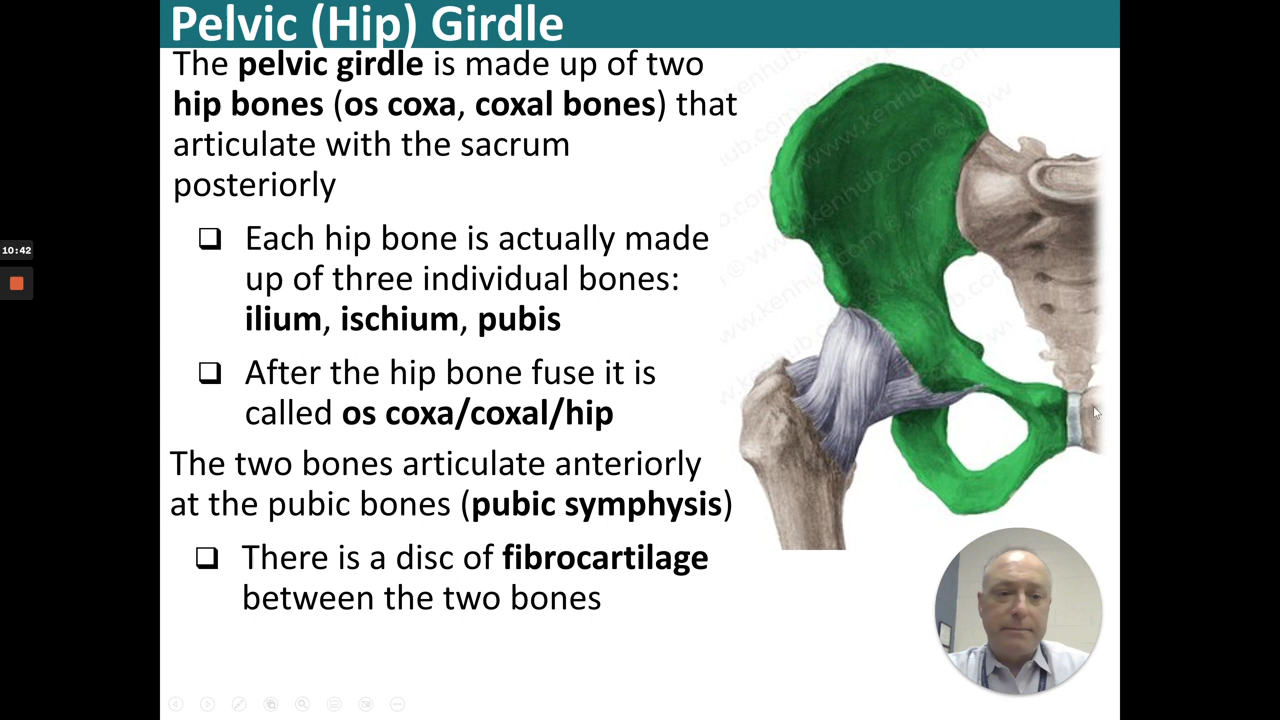 Pelvic (Hip) Girdle
The pelvic girdle is made up of two
hip bones (os coxa, coxal bones) that
articulate with the sacrum
posteriorly
Each hip bone is actually made
up of three individual bones:
ilium, ischium, pubis
After the hip bone fuse it is
called os coxa/coxal/hip
The two bones articulate anteriorly
at the pubic bones (pubic symphysis)
There is a disc of fibrocartilage
between the two bones
10:42
© www.kenhub.com